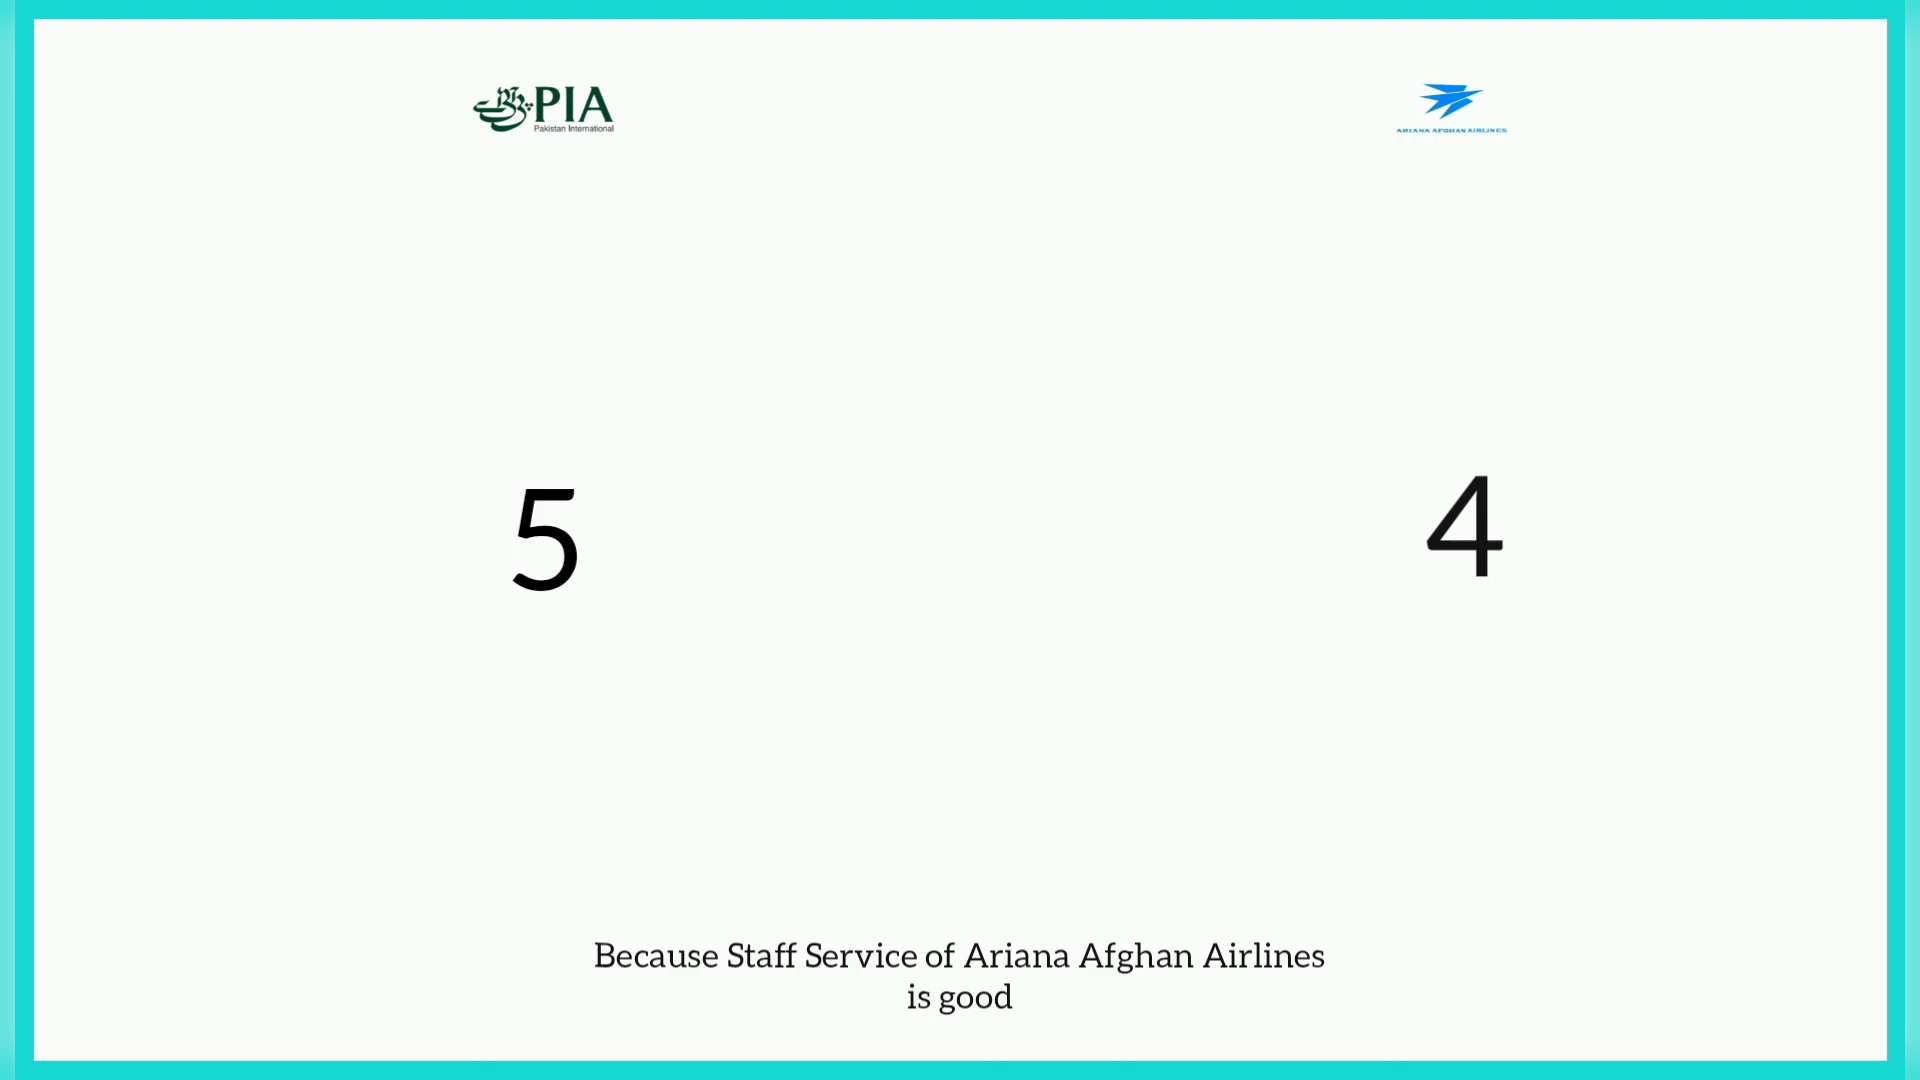 PIA
Pakistan International
ARIANA AFGHAN AIRLINES
5
4
Because Staff Service of Ariana Afghan Airlines
is good